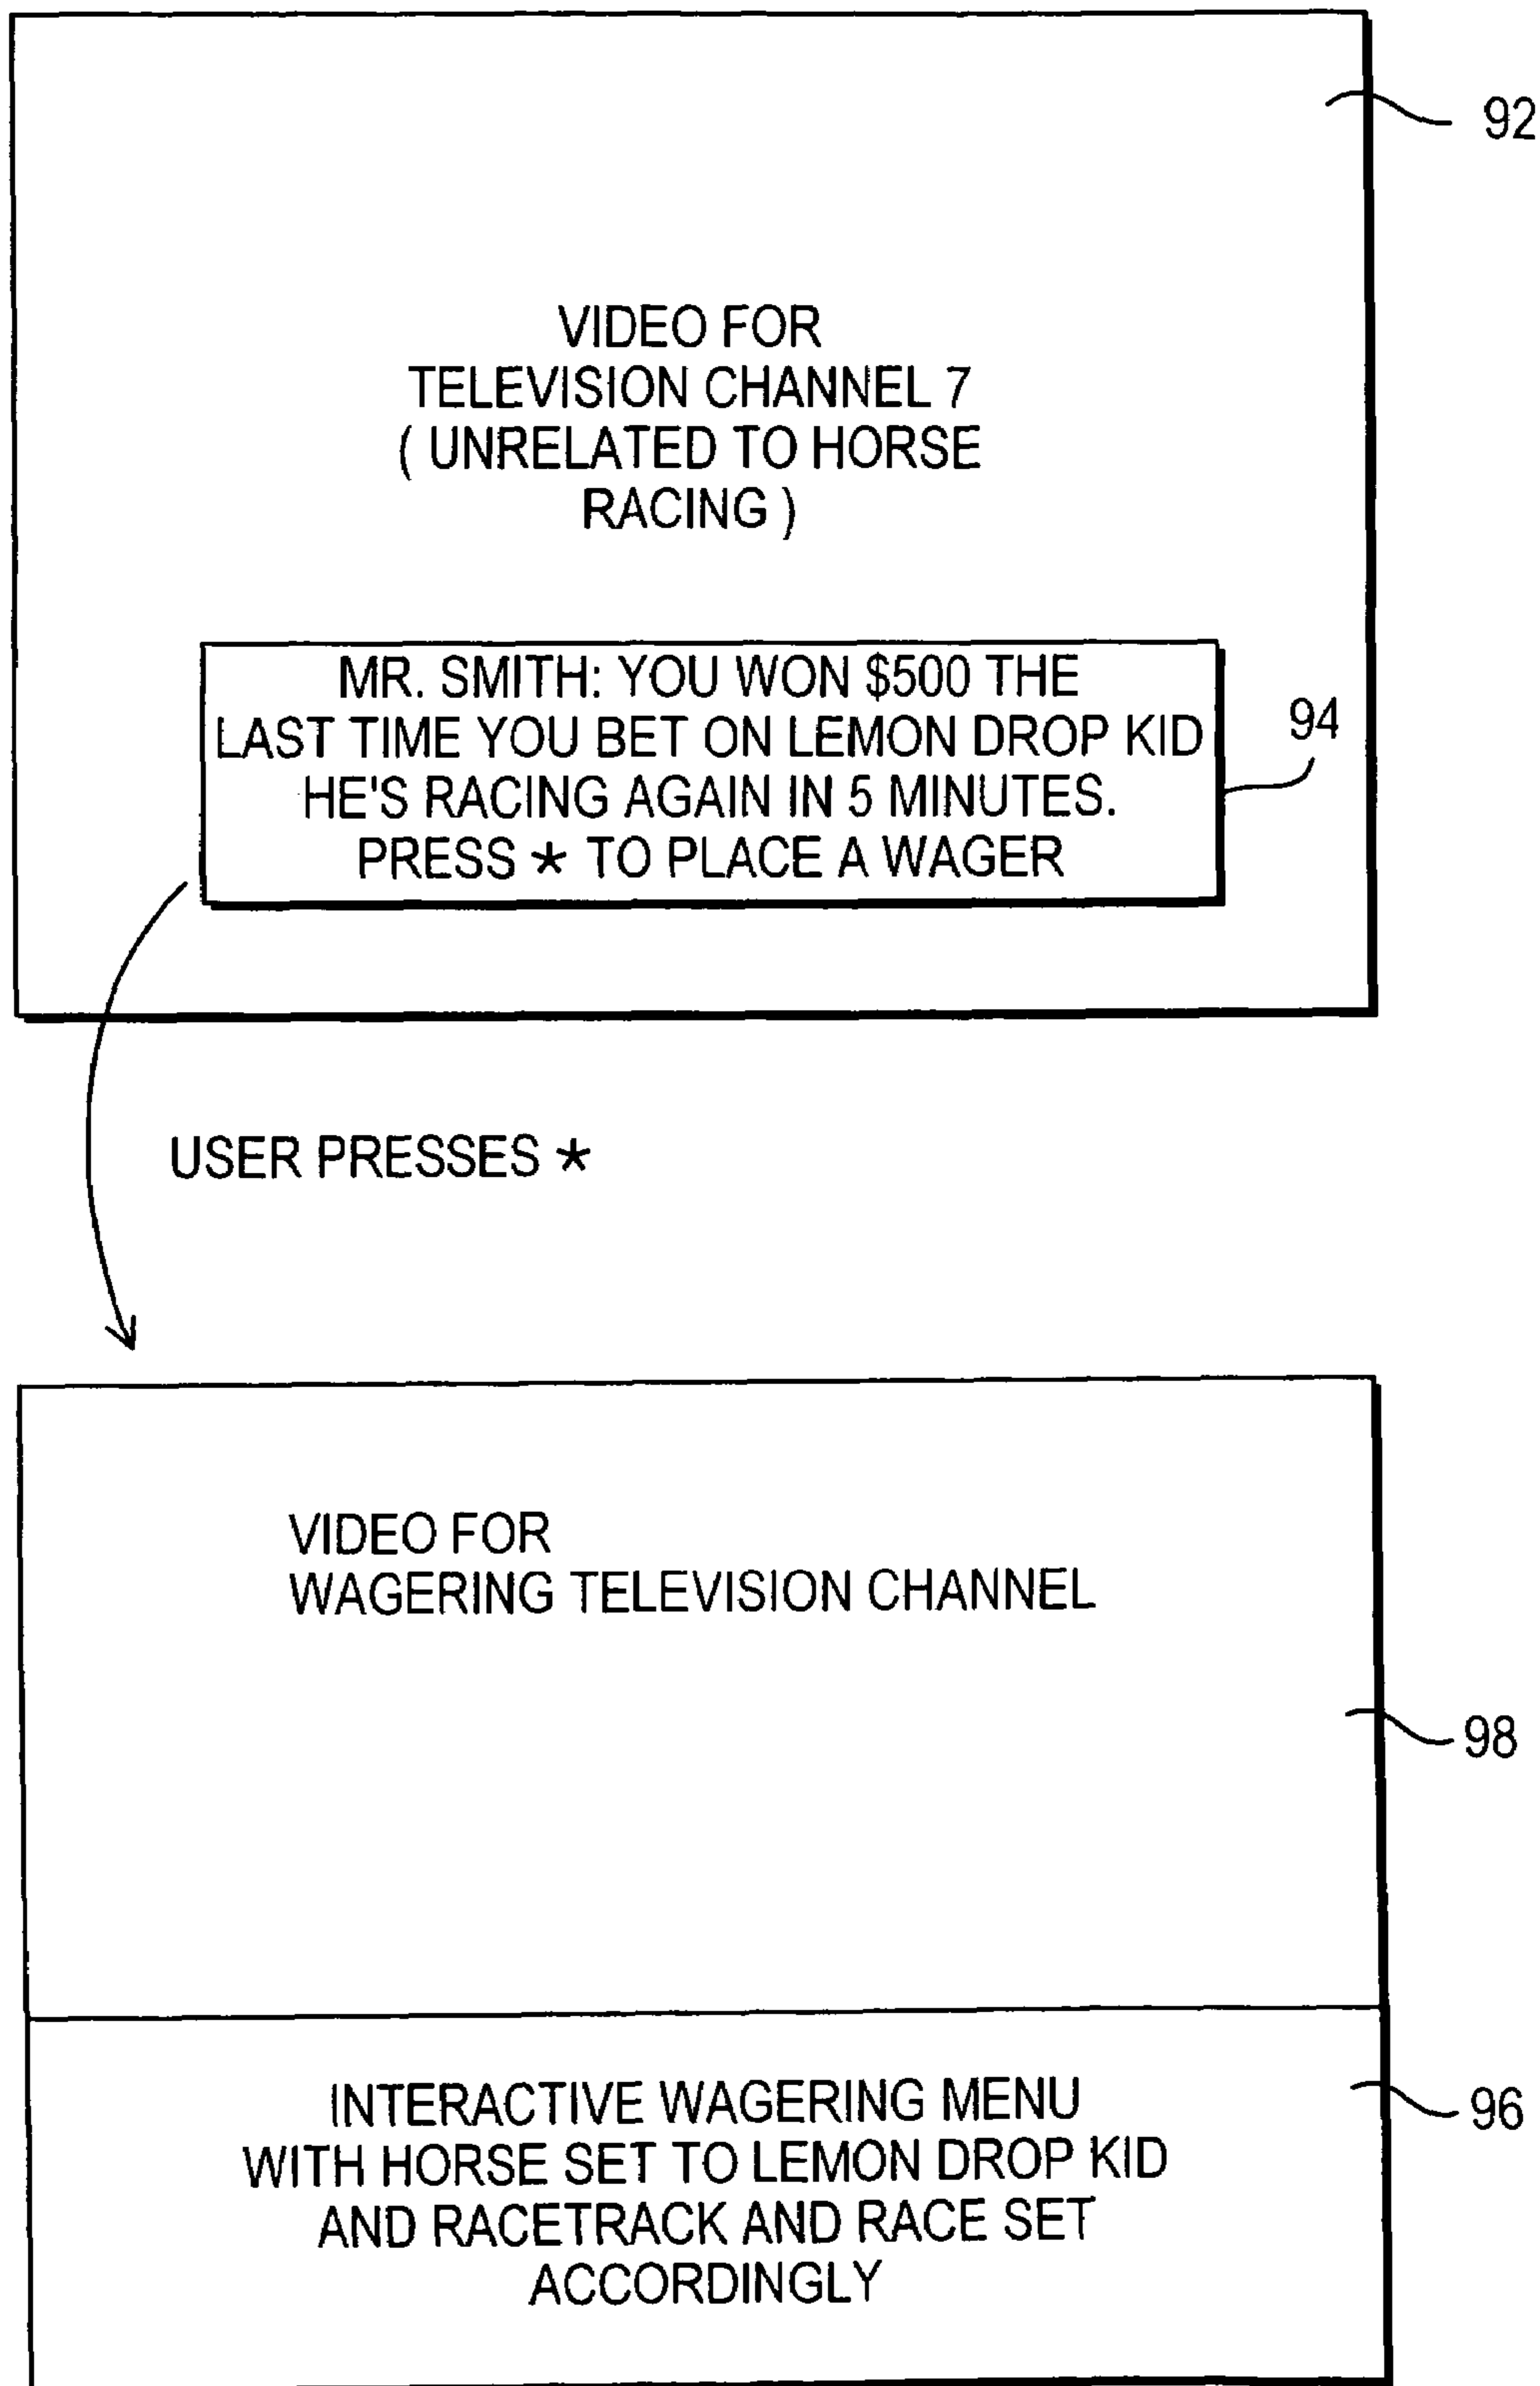 92
VIDEO FOR
TELEVISION CHANNEL 7
( UNRELATED TO HORSE
RACING )
MR. SMITH: YOU WON $500 THE
LAST TIME YOU BET ON LEMON DROP KID
HE'S RACING AGAIN IN 5 MINUTES.
PRESS * TO PLACE A WAGER
94
USER PRESSES *
VIDEO FOR
WAGERING TELEVISION CHANNEL
98
INTERACTIVE WAGERING MENU
WITH HORSE SET TO LEMON DROP KID
AND RACETRACK AND RACE SET
ACCORDINGLY
96